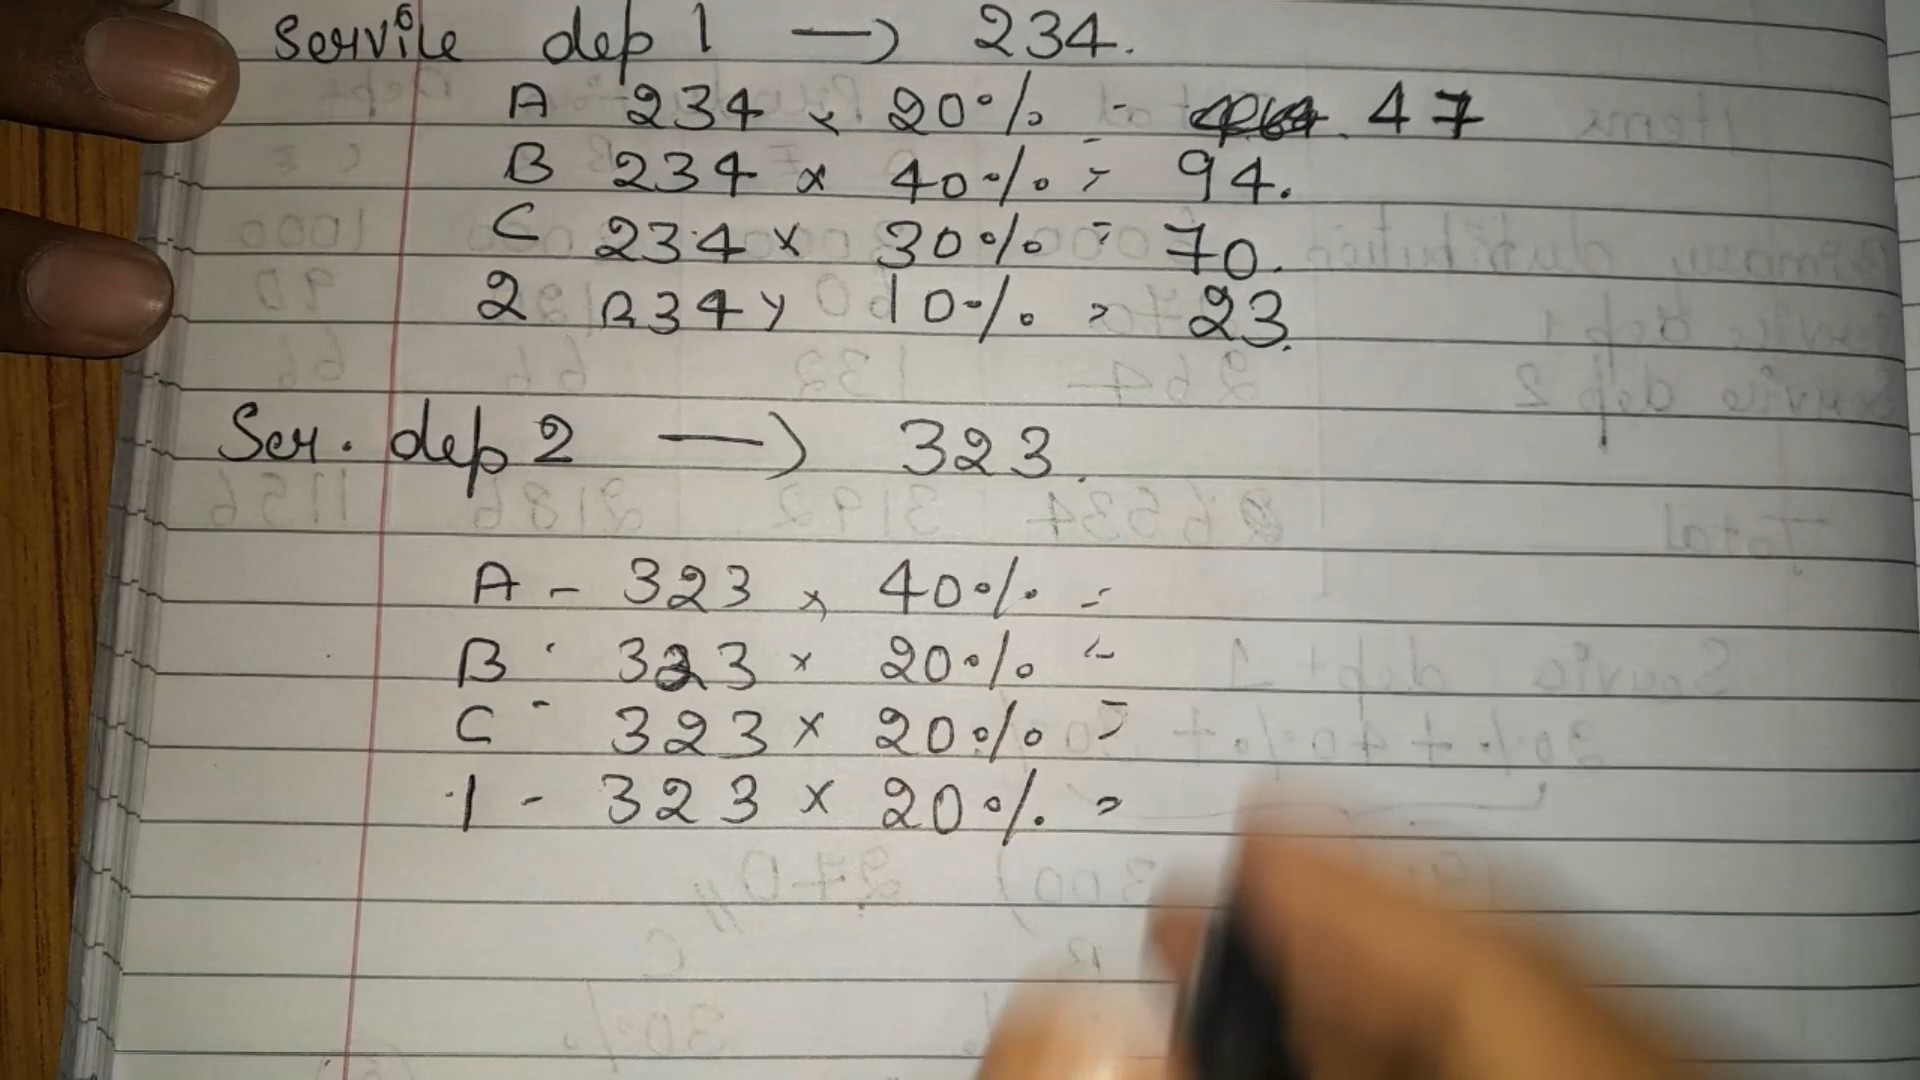 Service dep 1 → 234.
A 234 x 20% = 47
B 234 x 40% = 94.
C 234 x 30% = 70.
2 234 x 10% = 23.
Ser. dep 2 → 323.
A - 323 x 40% =
B - 323 x 20% =
C - 323 x 20% =
1 - 323 x 20% =